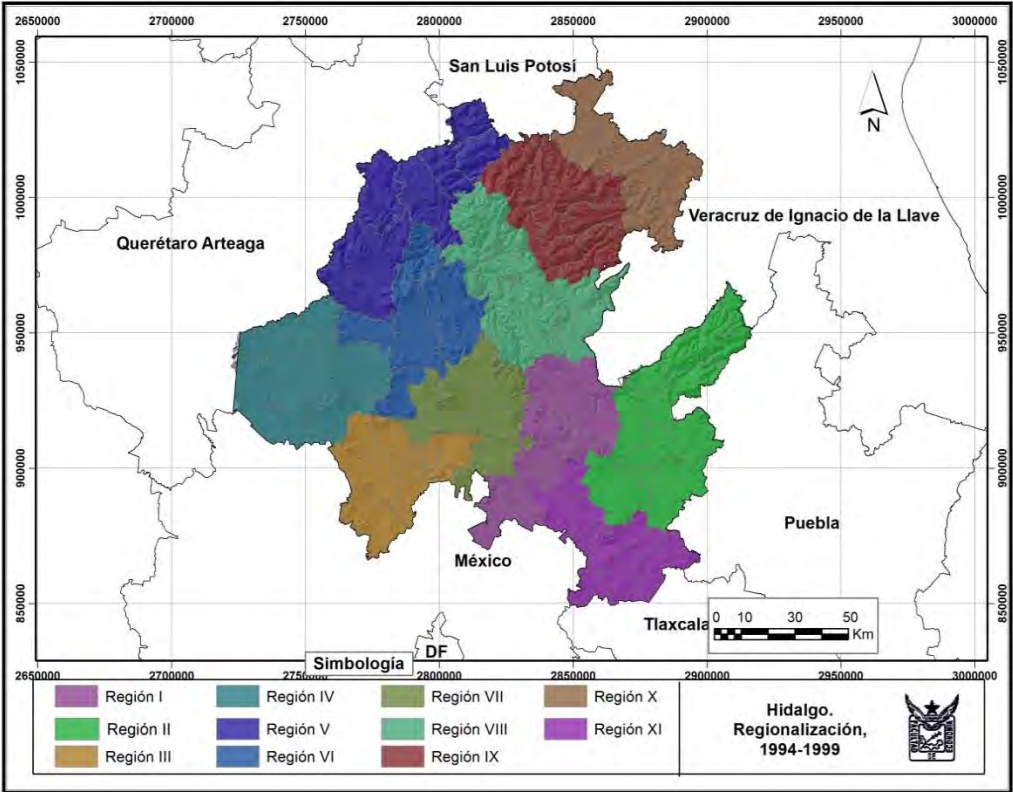 2650000 2700000 2750000 2800000 2850000 2900000 2950000 3000000
1050000 1050000
San Luis Potosí
N
1000000 1000000
Querétaro Arteaga
Veracruz de Ignacio de la Llave
950000 950000
900000 900000
Puebla
México
850000 850000
Tlaxcala
0 10 30 50
Km
DF
2650000 2700000 2750000 2800000 2850000 2900000 2950000 3000000
Simbología
Región I Región IV Región VII Región X
Región II Región V Región VIII Región XI
Región III Región VI Región IX
Hidalgo.
Regionalización,
1994-1999
FACULTAD
DE